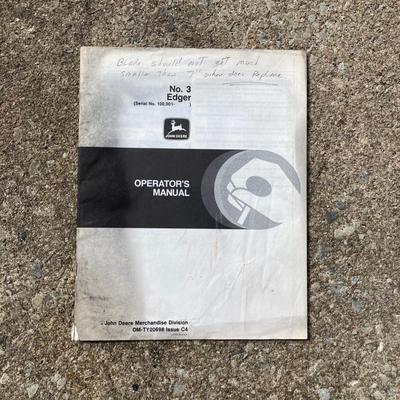 Blade should not get much
smaller than 7" when does Replace
No. 3
Edger
(Serial No. 100,001- )
JOHN DEERE
OPERATOR'S
MANUAL
John Deere Merchandise Division
OM-TY20698 Issue C4